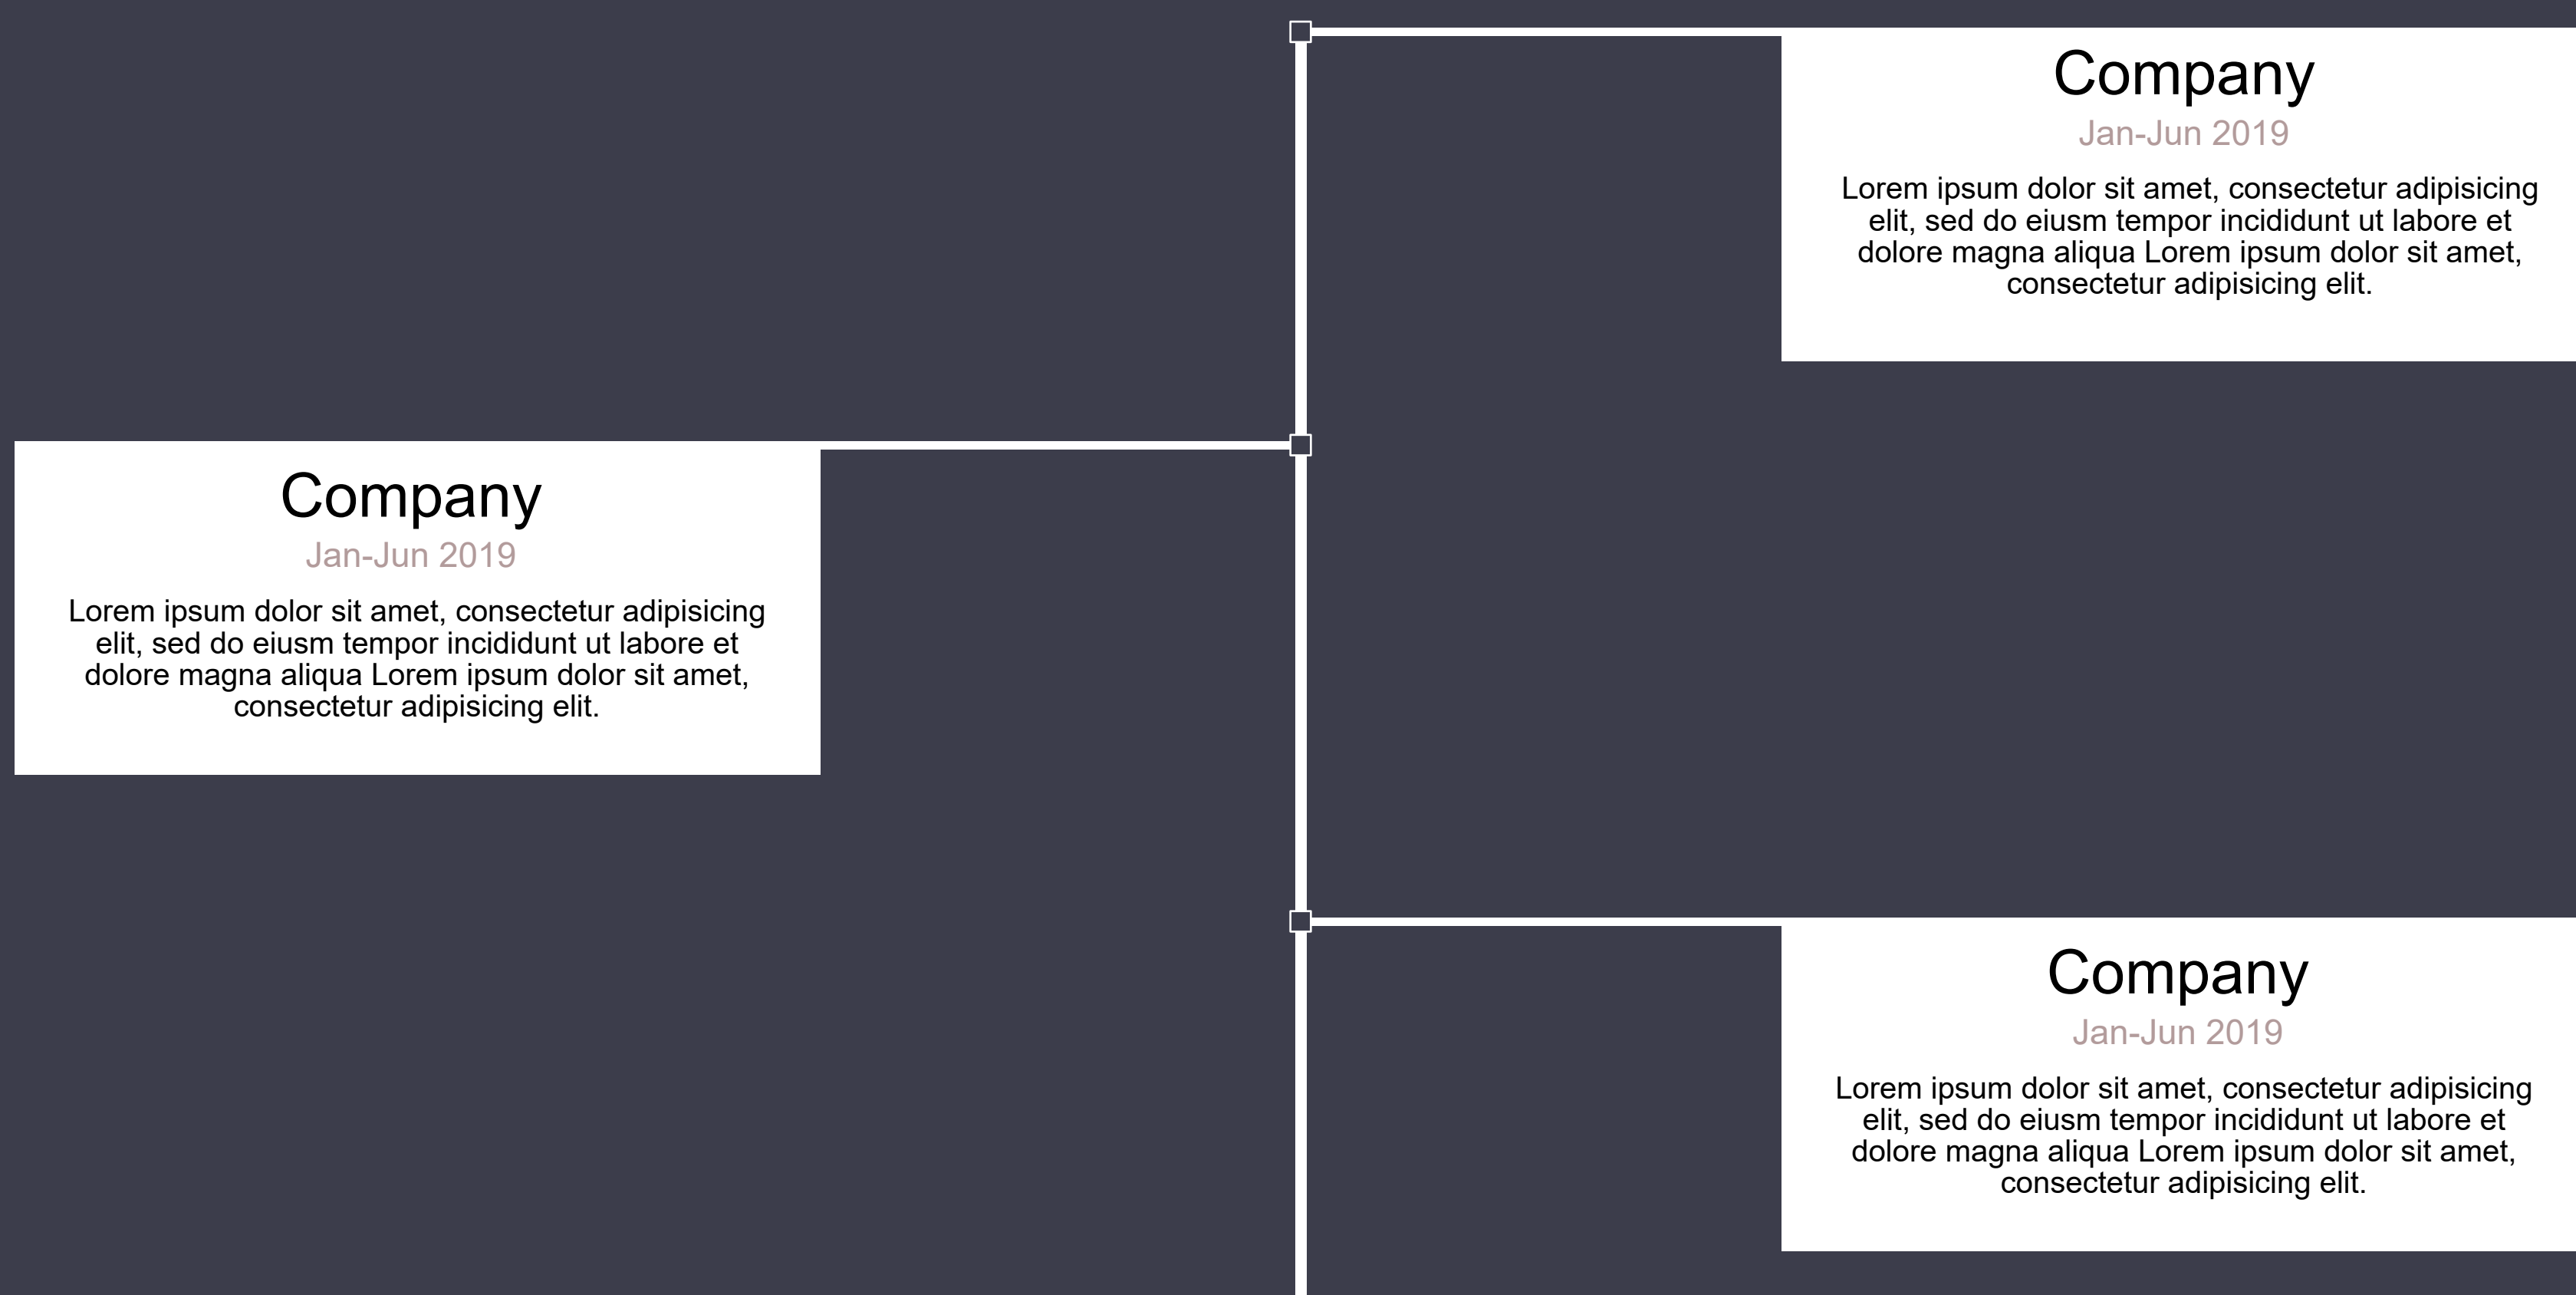 Company
Jan-Jun 2019
Lorem ipsum dolor sit amet, consectetur adipisicing
elit, sed do eiusm tempor incididunt ut labore et
dolore magna aliqua Lorem ipsum dolor sit amet,
consectetur adipisicing elit.
Company
Jan-Jun 2019
Lorem ipsum dolor sit amet, consectetur adipisicing
elit, sed do eiusm tempor incididunt ut labore et
dolore magna aliqua Lorem ipsum dolor sit amet,
consectetur adipisicing elit.
Company
Jan-Jun 2019
Lorem ipsum dolor sit amet, consectetur adipisicing
elit, sed do eiusm tempor incididunt ut labore et
dolore magna aliqua Lorem ipsum dolor sit amet,
consectetur adipisicing elit.